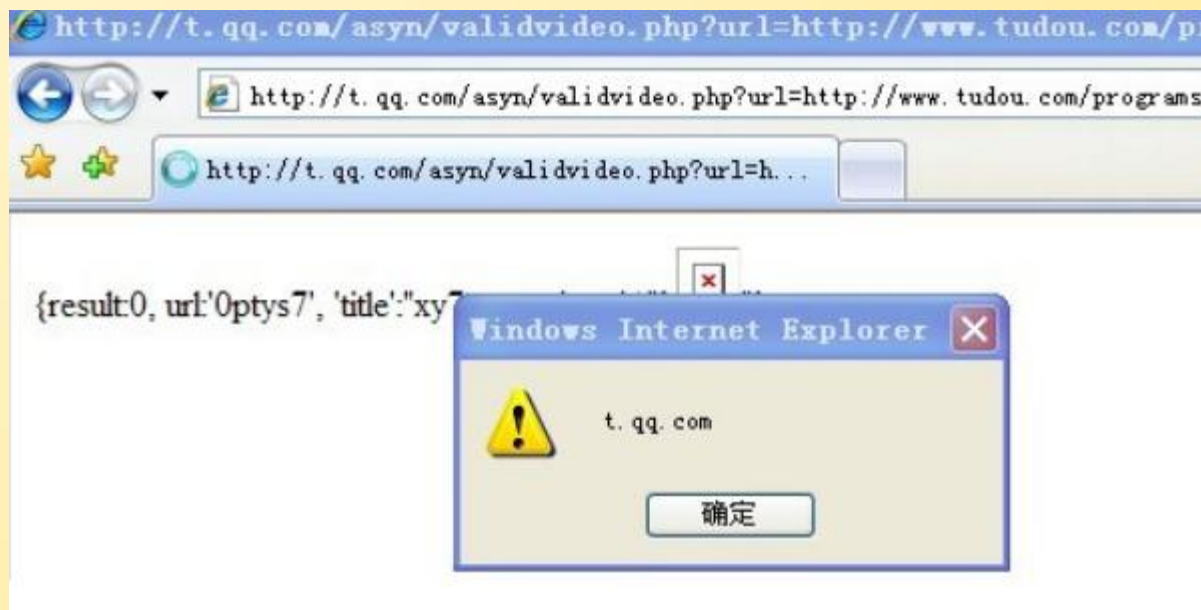 http://t.qq.com/asyn/validvideo.php?url=http://www.tudou.com/p
http://t.qq.com/asyn/validvideo.php?url=http://www.tudou.com/programs
http://t.qq.com/asyn/validvideo.php?url=h...
{result:0, url:'0ptys7', 'title':"xy7
Windows Internet Explorer
t.qq.com
确定